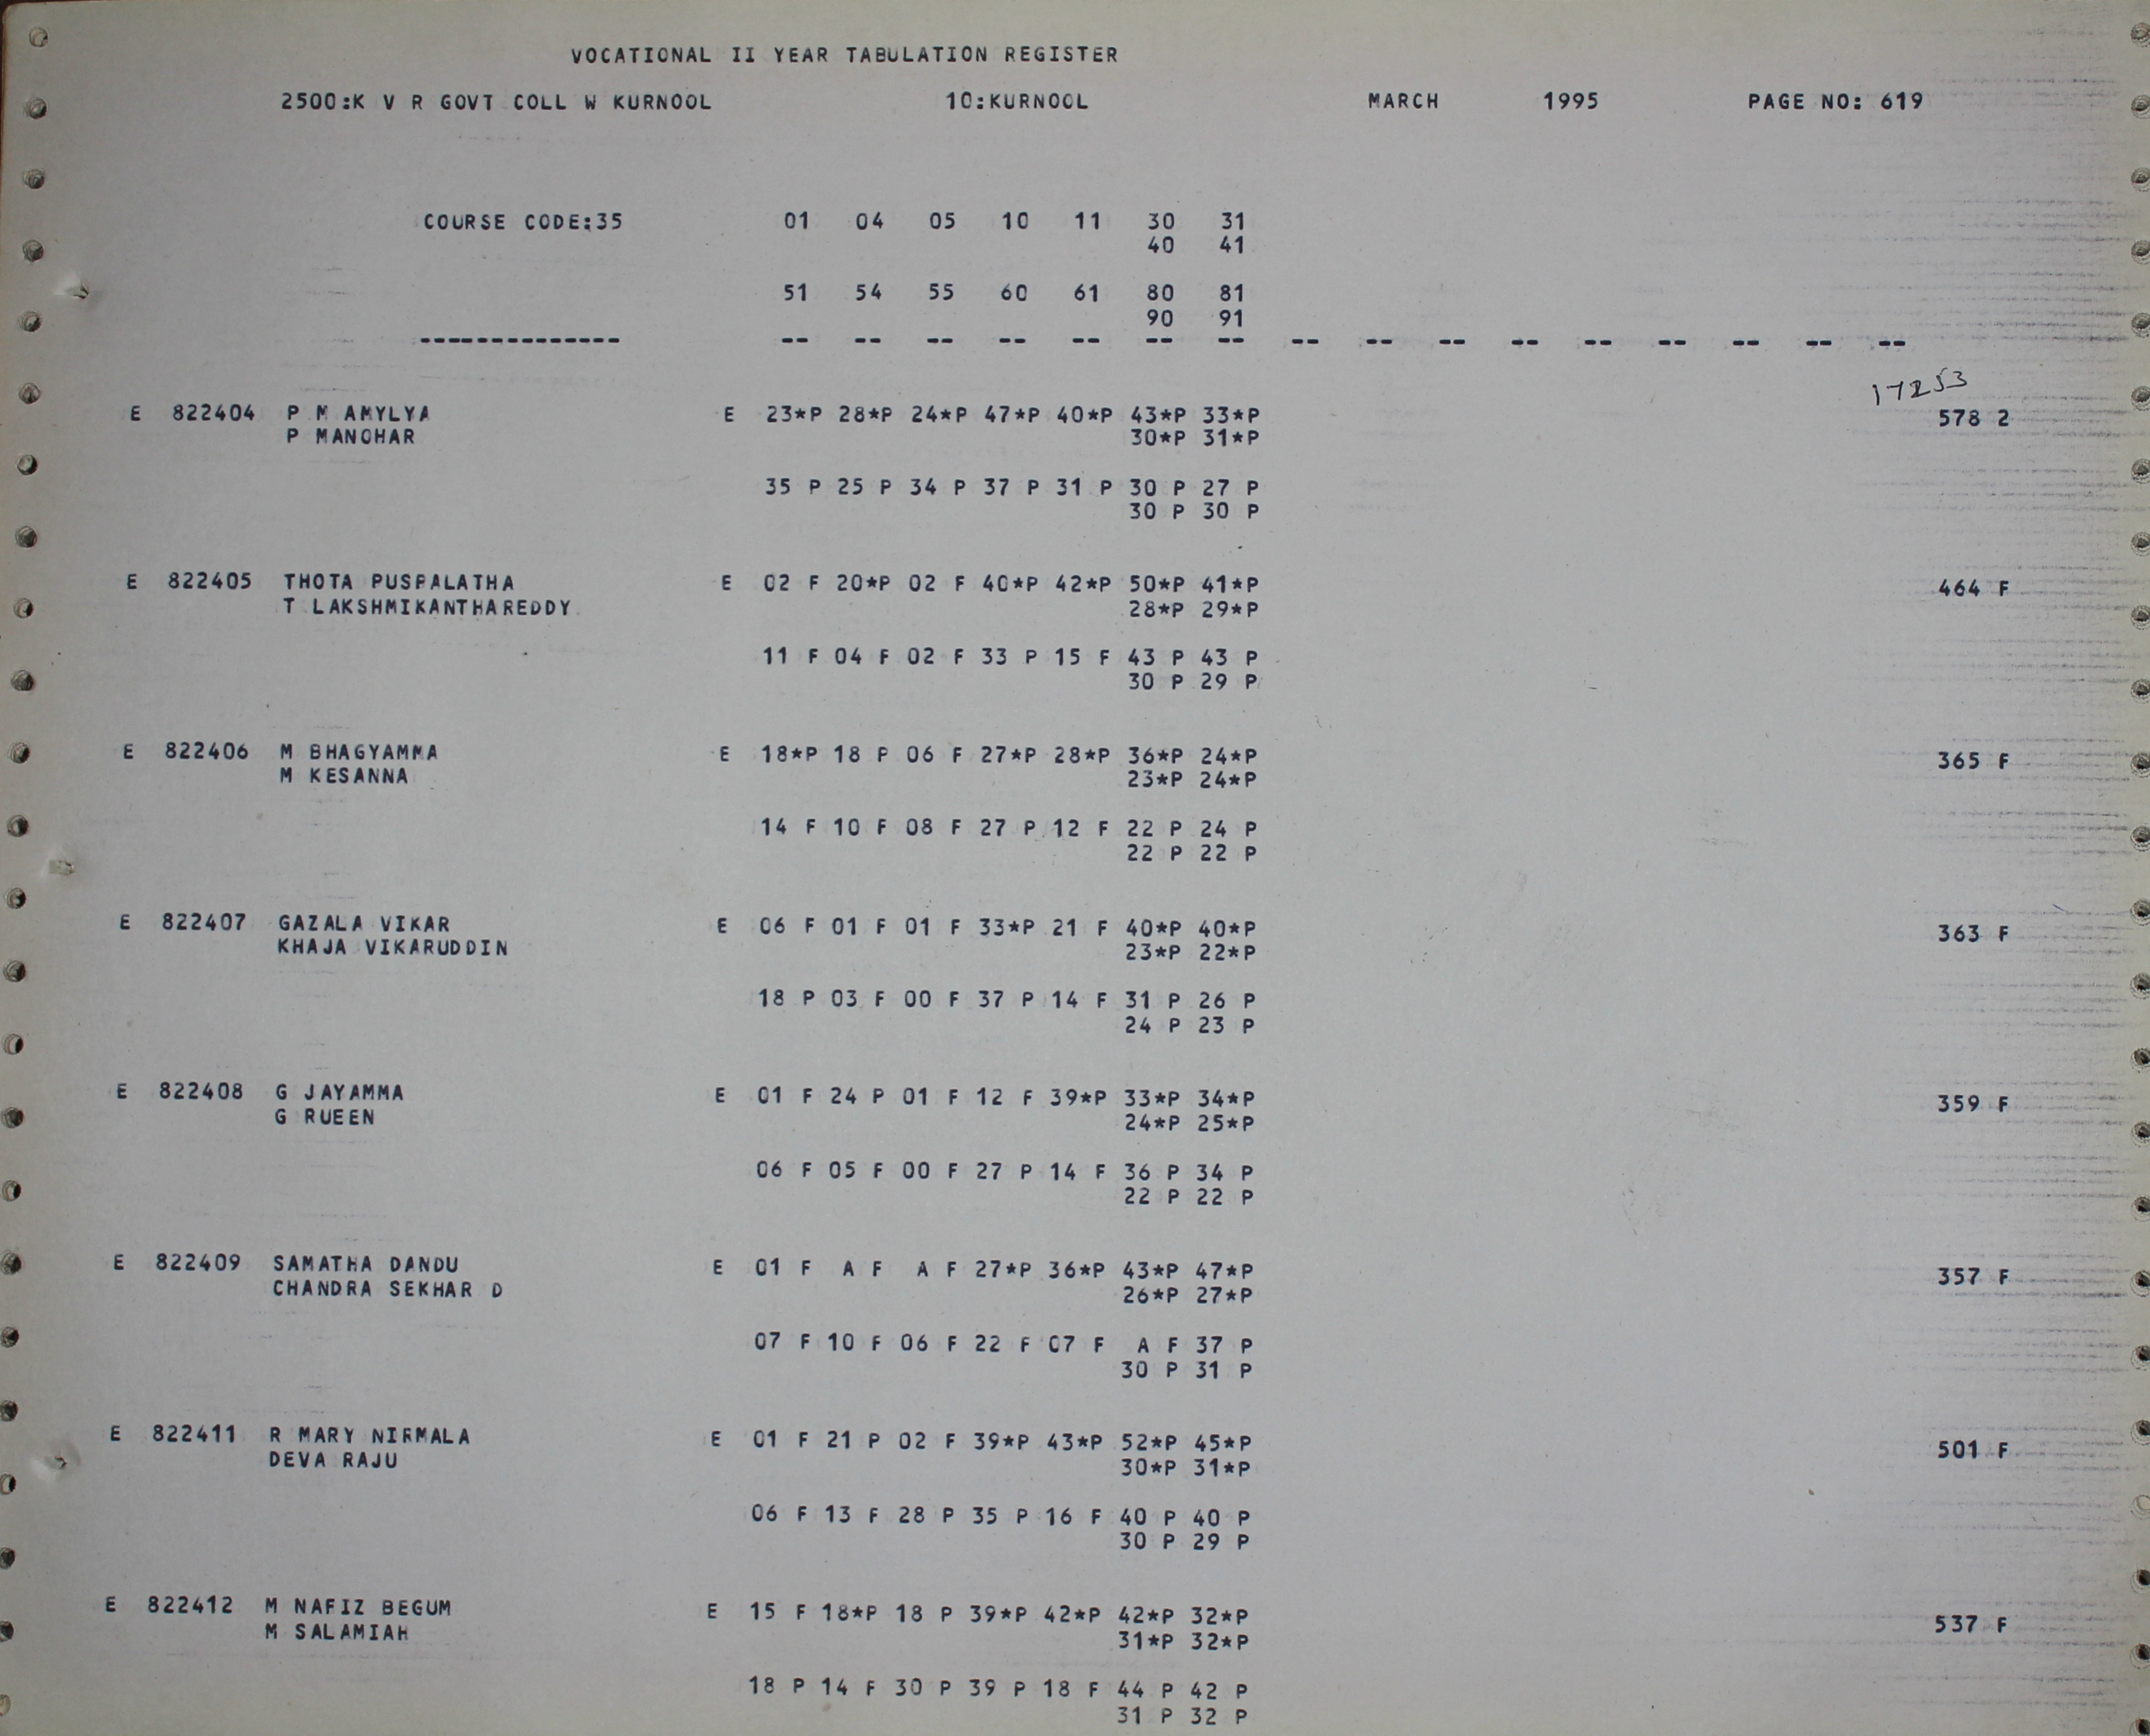 VOCATIONAL II YEAR TABULATION REGISTER
2500:K V R GOVT COLL W KURNOOL 10:KURNOOL MARCH 1995 PAGE NO: 619
COURSE CODE:35 01 04 05 10 11 30 31
40 41
51 54 55 60 61 80 81
90 91
-------------- -- -- -- -- -- -- -- -- -- -- -- -- -- -- -- --
17253
E 822404 P M AMYLYA E 23*P 28*P 24*P 47*P 40*P 43*P 33*P 578 2
P MANOHAR 30*P 31*P
35 P 25 P 34 P 37 P 31 P 30 P 27 P
30 P 30 P
E 822405 THOTA PUSPALATHA E 02 F 20*P 02 F 40*P 42*P 50*P 41*P 464 F
T LAKSHMIKANTHAREDDY 28*P 29*P
11 F 04 F 02 F 33 P 15 F 43 P 43 P
30 P 29 P
E 822406 M BHAGYAMMA E 18*P 18 P 06 F 27*P 28*P 36*P 24*P 365 F
M KESANNA 23*P 24*P
14 F 10 F 08 F 27 P 12 F 22 P 24 P
22 P 22 P
E 822407 GAZALA VIKAR E 06 F 01 F 01 F 33*P 21 F 40*P 40*P 363 F
KHAJA VIKARUDDIN 23*P 22*P
18 P 03 F 00 F 37 P 14 F 31 P 26 P
24 P 23 P
E 822408 G JAYAMMA E 01 F 24 P 01 F 12 F 39*P 33*P 34*P 359 F
G RUEEN 24*P 25*P
06 F 05 F 00 F 27 P 14 F 36 P 34 P
22 P 22 P
E 822409 SAMATHA DANDU E 01 F A F A F 27*P 36*P 43*P 47*P 357 F
CHANDRA SEKHAR D 26*P 27*P
07 F 10 F 06 F 22 F 07 F A F 37 P
30 P 31 P
E 822411 R MARY NIRMALA E 01 F 21 P 02 F 39*P 43*P 52*P 45*P 501 F
DEVA RAJU 30*P 31*P
06 F 13 F 28 P 35 P 16 F 40 P 40 P
30 P 29 P
E 822412 M NAFIZ BEGUM E 15 F 18*P 18 P 39*P 42*P 42*P 32*P 537 F
M SALAMIAH 31*P 32*P
18 P 14 F 30 P 39 P 18 F 44 P 42 P
31 P 32 P